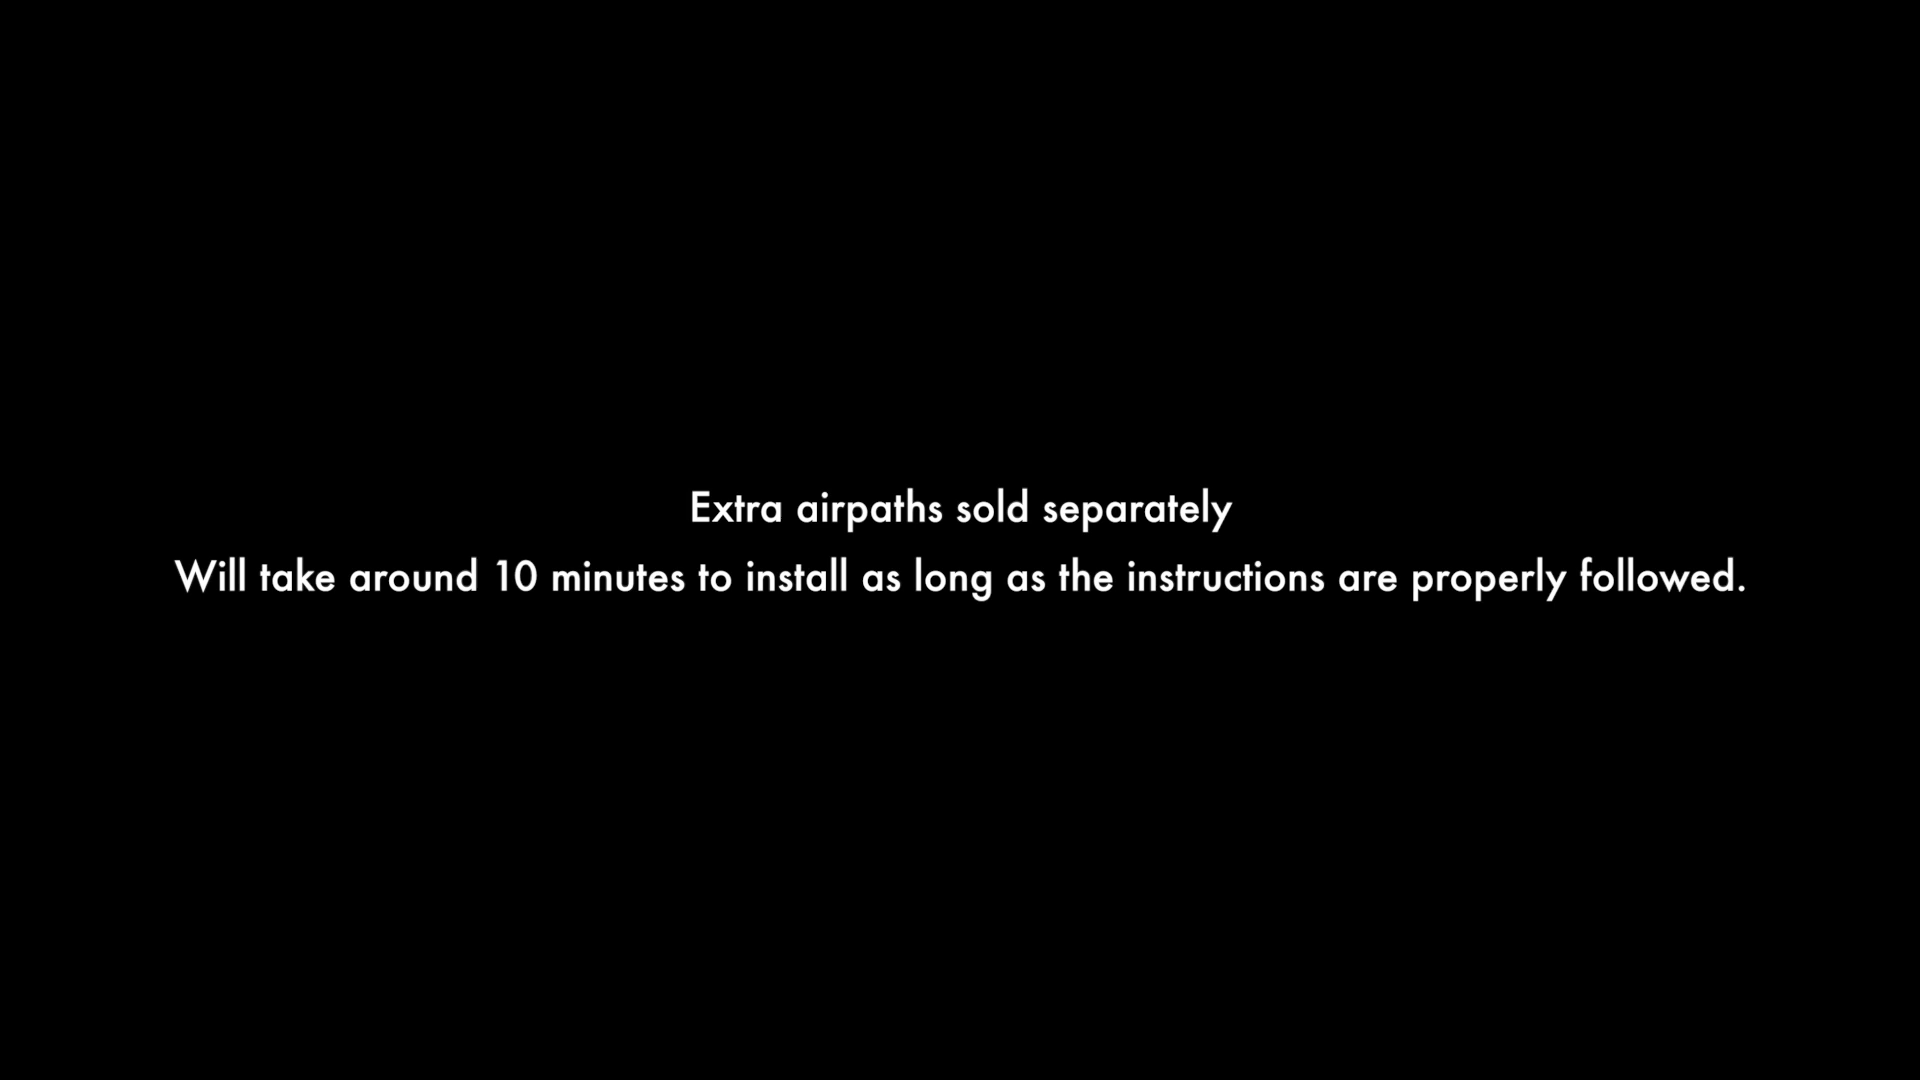 Extra airpaths sold separately
Will take around 10 minutes to install as long as the instructions are properly followed.